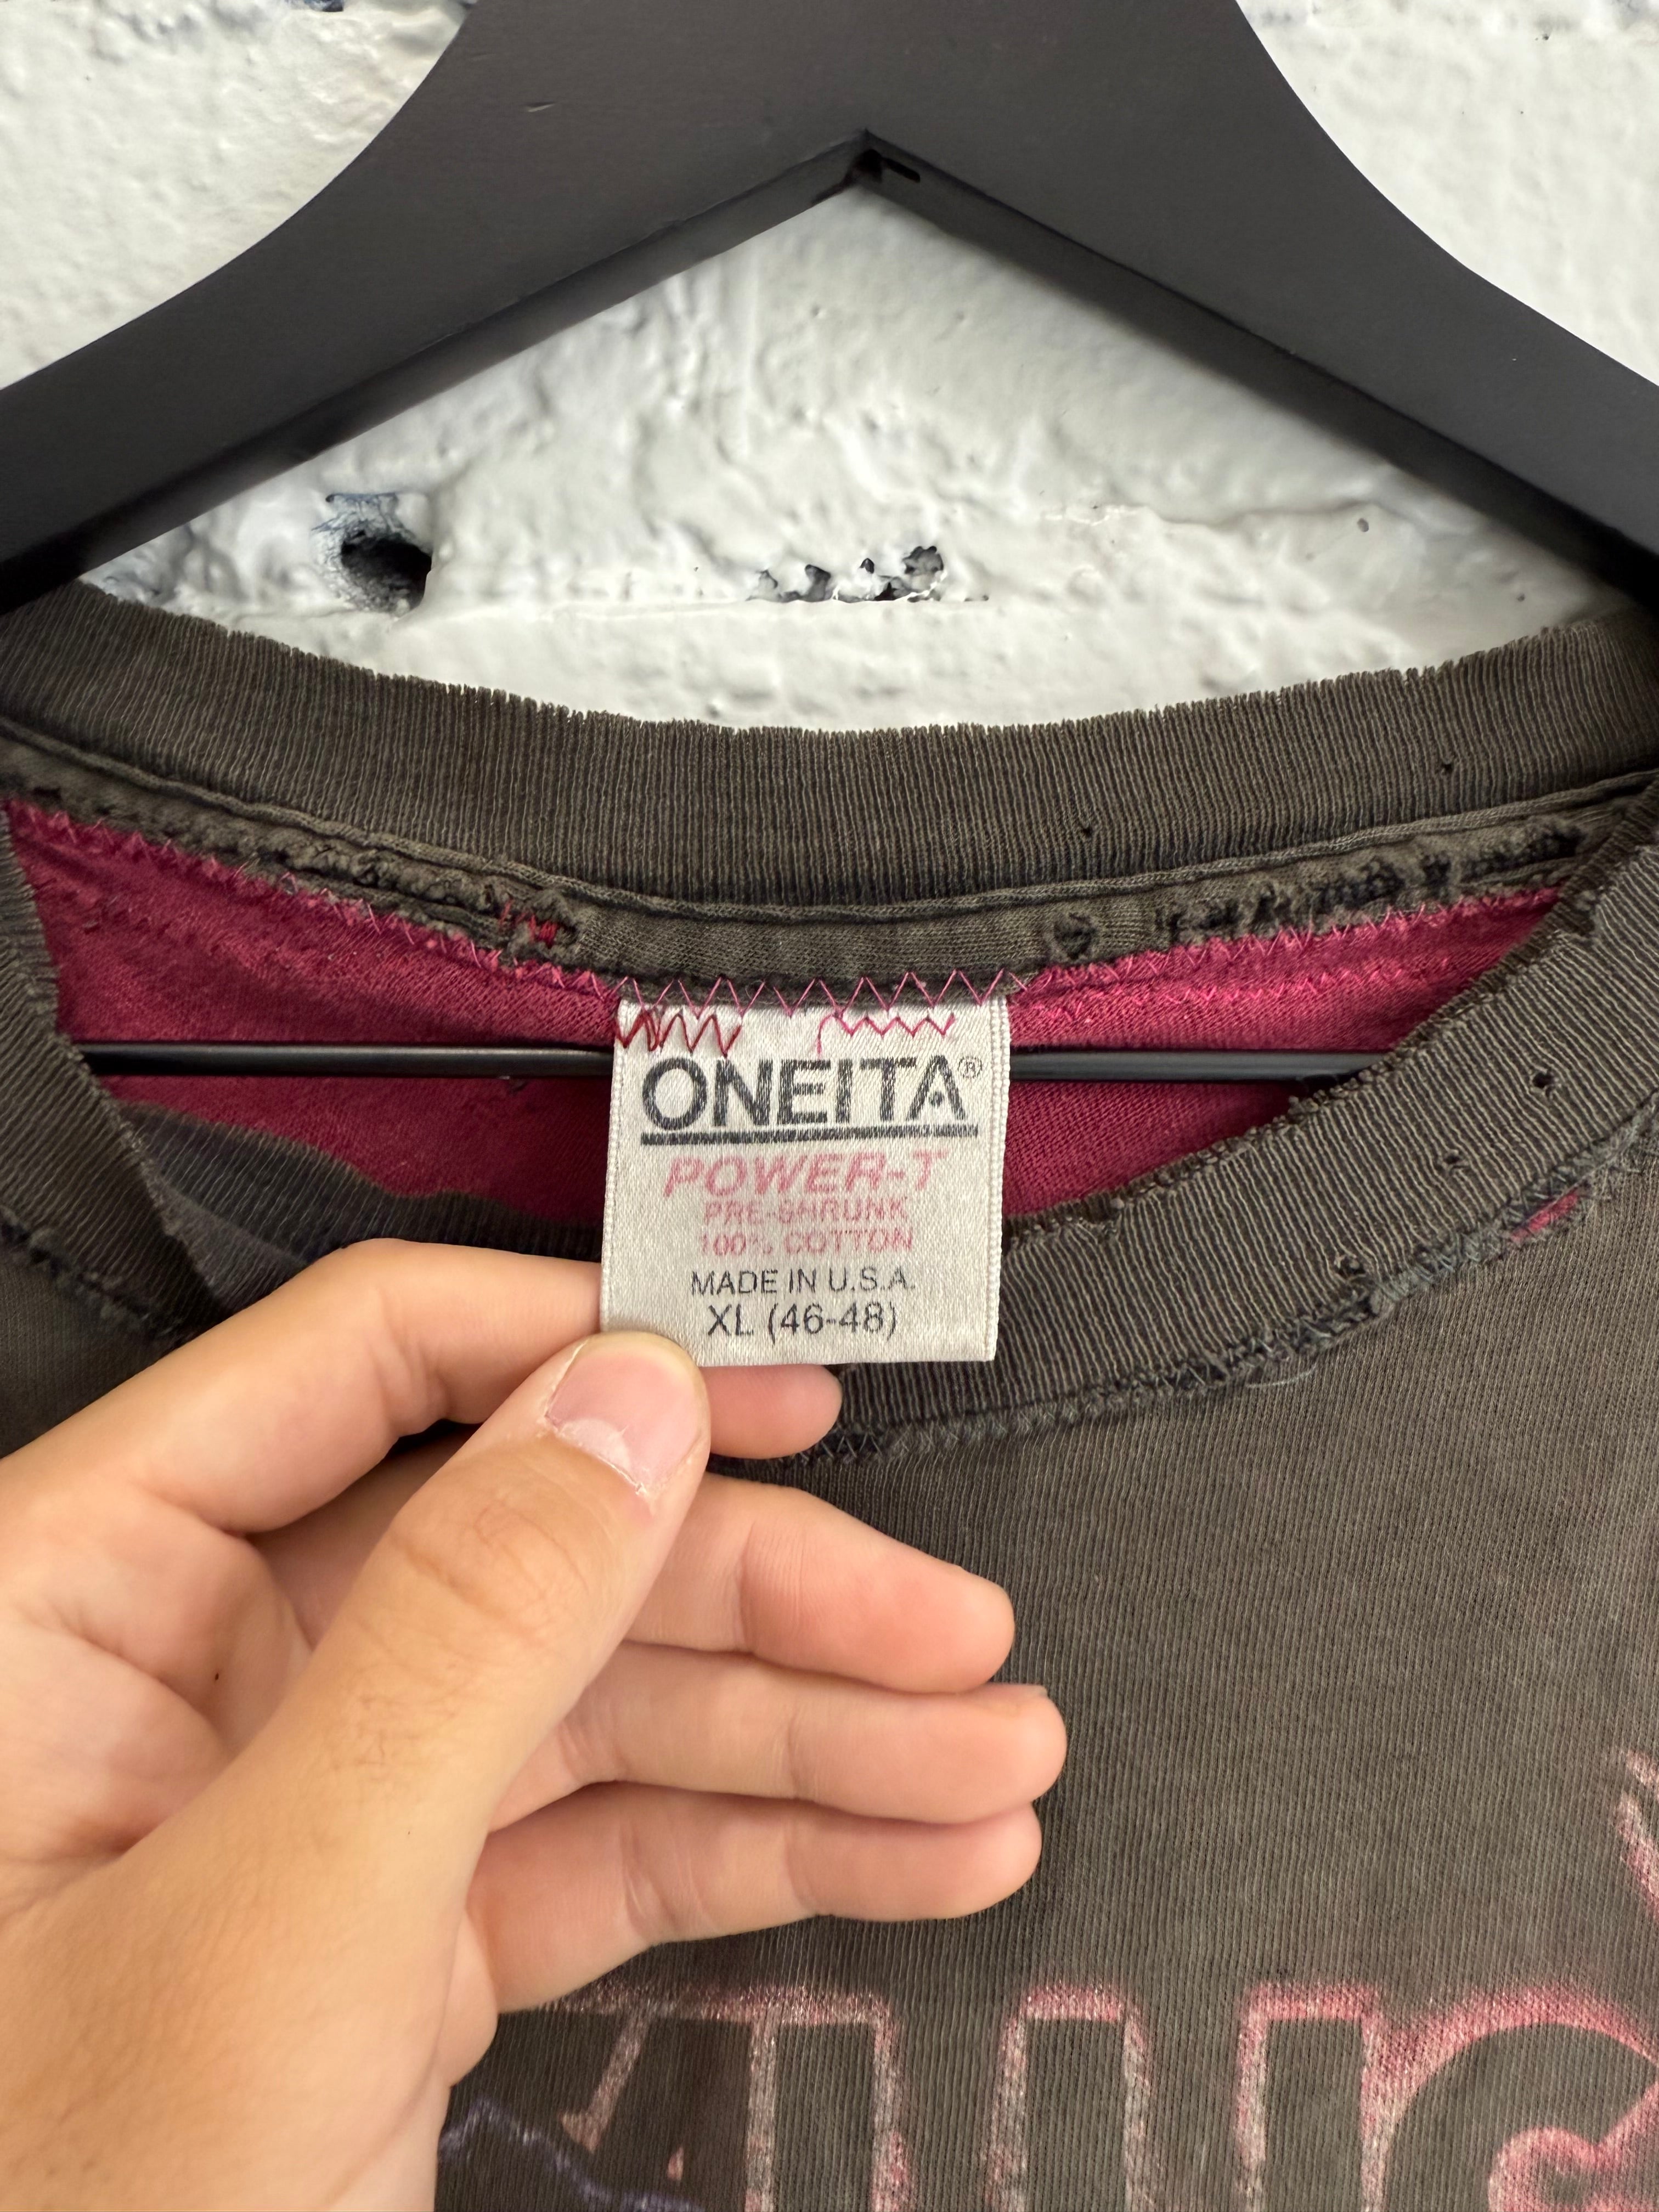 ONEITA®
POWER-T
PRE-SHRUNK
100% COTTON
MADE IN U.S.A.
XL (46-48)